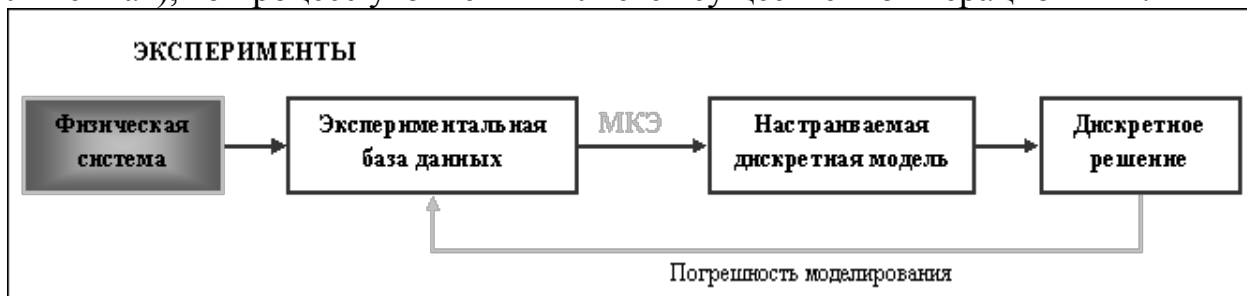 ЭКСПЕРИМЕНТЫ
Физическая
система
Экспериментальная
база данных
МКЭ
Настраиваемая
дискретная модель
Дискретное
решение
Погрешность моделирования